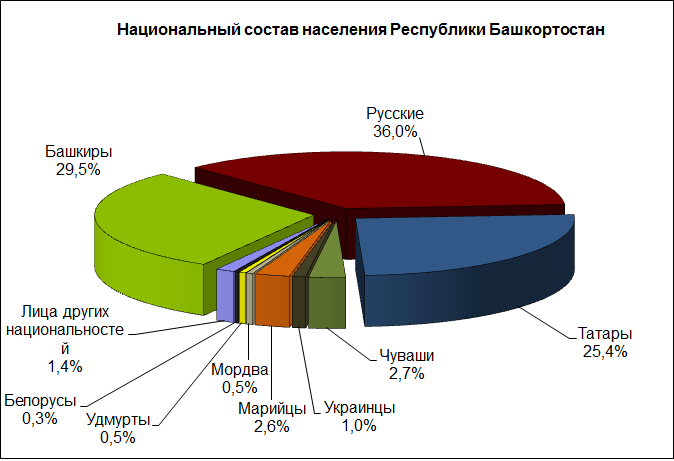 Национальный состав населения Республики Башкортостан
Русские
36,0%
Башкиры
29,5%
Лица других
национальносте
й
1,4%
Татары
25,4%
Чуваши
2,7%
Мордва
0,5%
Белорусы
0,3%
Удмурты
0,5%
Марийцы
2,6%
Украинцы
1,0%